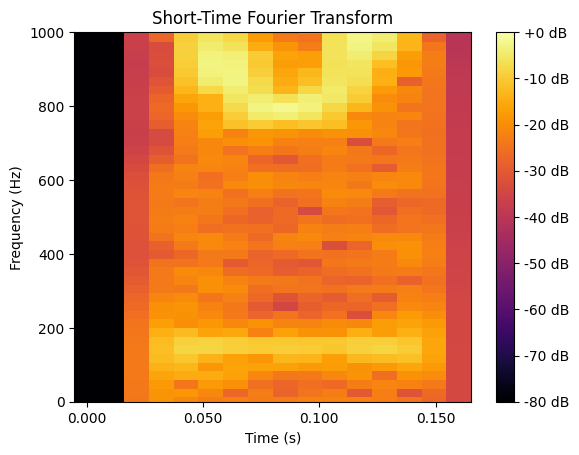 Short-Time Fourier Transform
1000
800
600
400
200
0
Frequency (Hz)
0.000
0.050
0.100
0.150
Time (s)
+0 dB
-10 dB
-20 dB
-30 dB
-40 dB
-50 dB
-60 dB
-70 dB
-80 dB